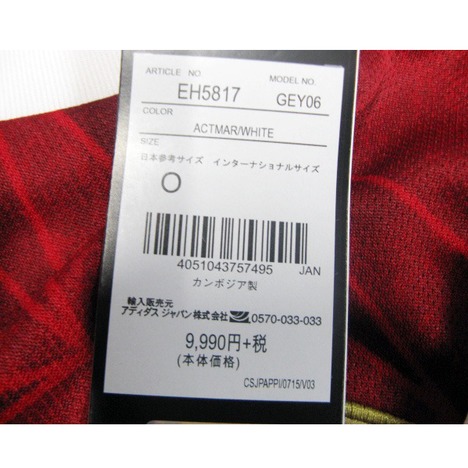 ARTICLE NO. MODEL NO.
EH5817 GEY06
COLOR
ACTMAR/WHITE
SIZE
日本参考サイズ インターナショナルサイズ
O
4051043757495 JAN
カンボジア製
輸入販売元
アディダス ジャパン株式会社 0570-033-033
9,990円+税
(本体価格)
CSJPAPPI/0715/V03